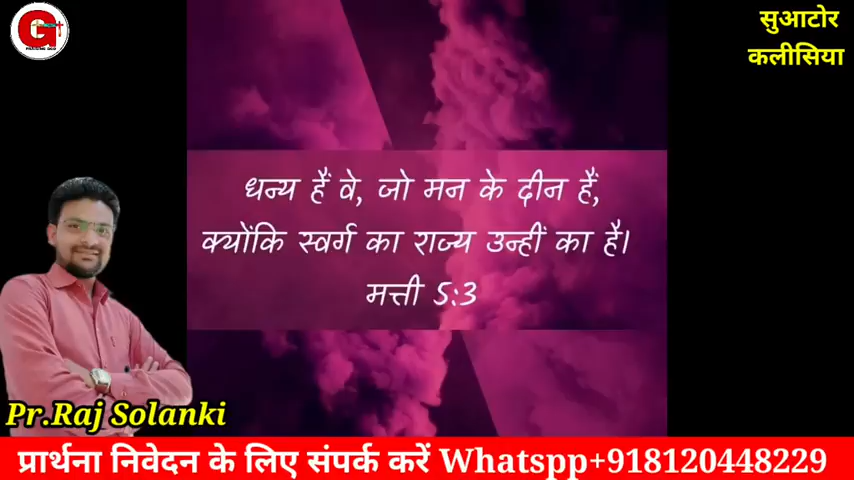 G
सुआटोर
कलीसिया
धन्य हैं वे, जो मन के दीन हैं,
क्योंकि स्वर्ग का राज्य उन्हीं का है।
मत्ती 5:3
Pr.Raj Solanki
प्रार्थना निवेदन के लिए संपर्क करें Whatspp+918120448229